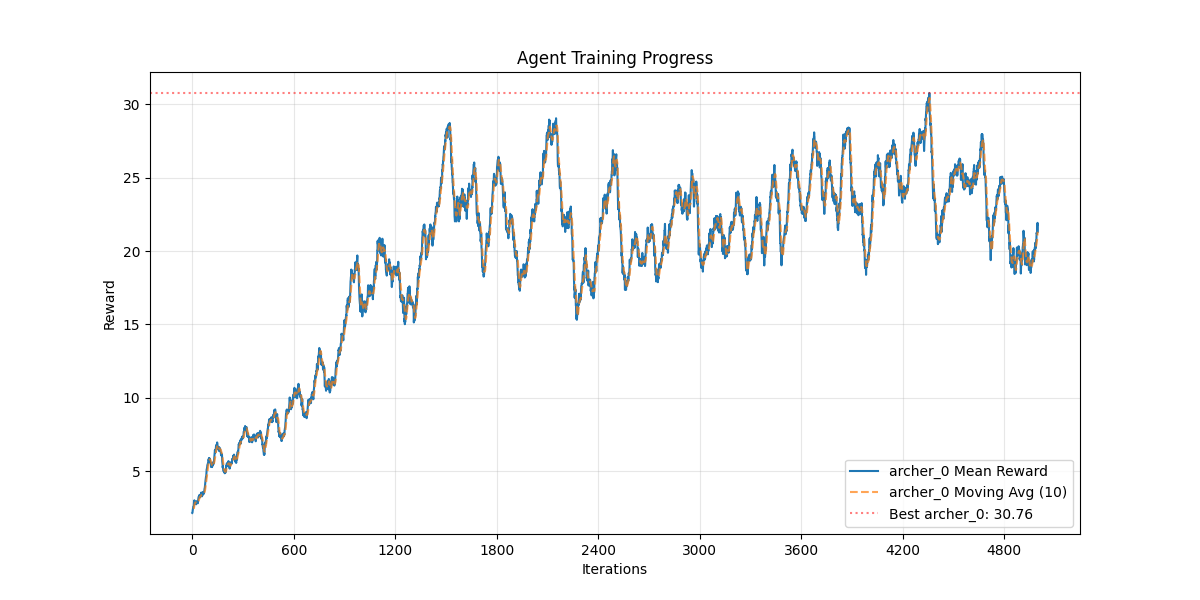 Agent Training Progress
Reward
30
25
20
15
10
5
0 600 1200 1800 2400 3000 3600 4200 4800
Iterations
archer_0 Mean Reward
archer_0 Moving Avg (10)
Best archer_0: 30.76